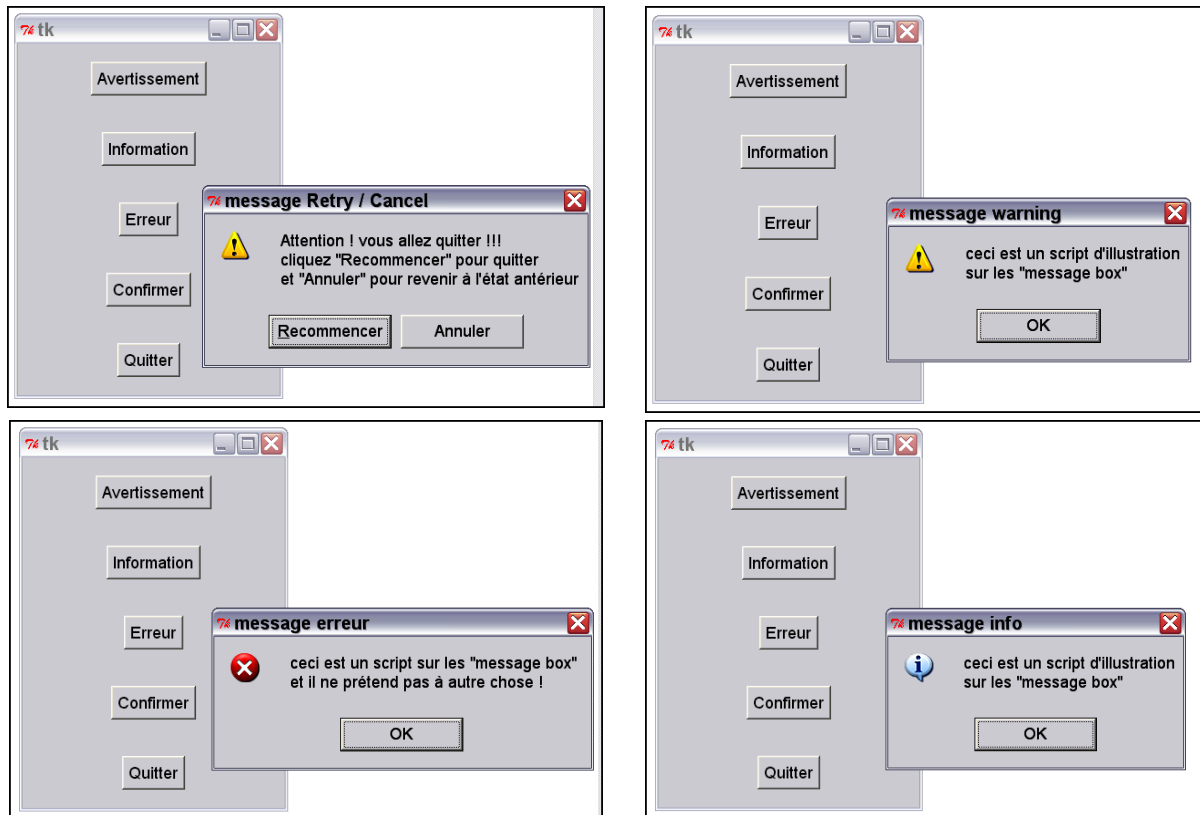 tk
Avertissement
Information
Erreur
Confirmer
Quitter
message Retry / Cancel
Attention ! vous allez quitter !!!
cliquez "Recommencer" pour quitter
et "Annuler" pour revenir à l'état antérieur
Recommencer
Annuler
tk
Avertissement
Information
Erreur
Confirmer
Quitter
message warning
ceci est un script d'illustration
sur les "message box"
OK
tk
Avertissement
Information
Erreur
Confirmer
Quitter
message erreur
ceci est un script sur les "message box"
et il ne prétend pas à autre chose !
OK
tk
Avertissement
Information
Erreur
Confirmer
Quitter
message info
ceci est un script d'illustration
sur les "message box"
OK